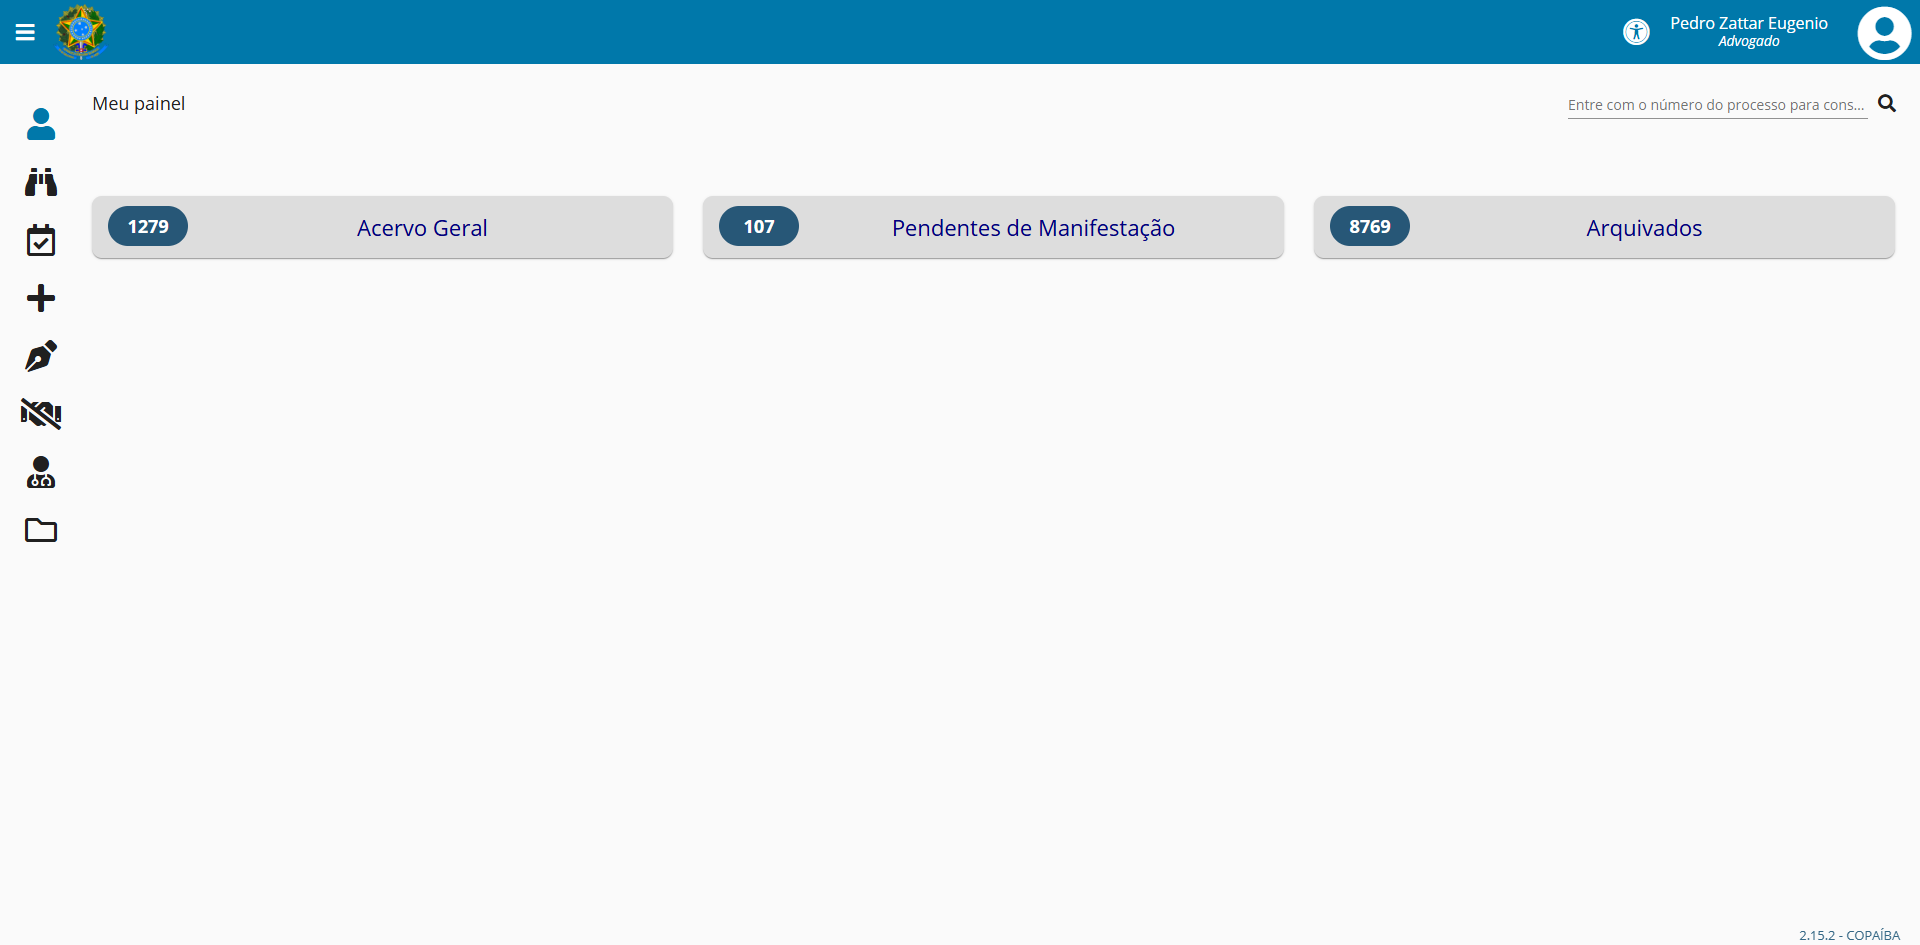 Pedro Zattar Eugenio
Advogado
Meu painel
Entre com o número do processo para cons...
1279
Acervo Geral
107
Pendentes de Manifestação
8769
Arquivados
2.15.2 - COPAÍBA